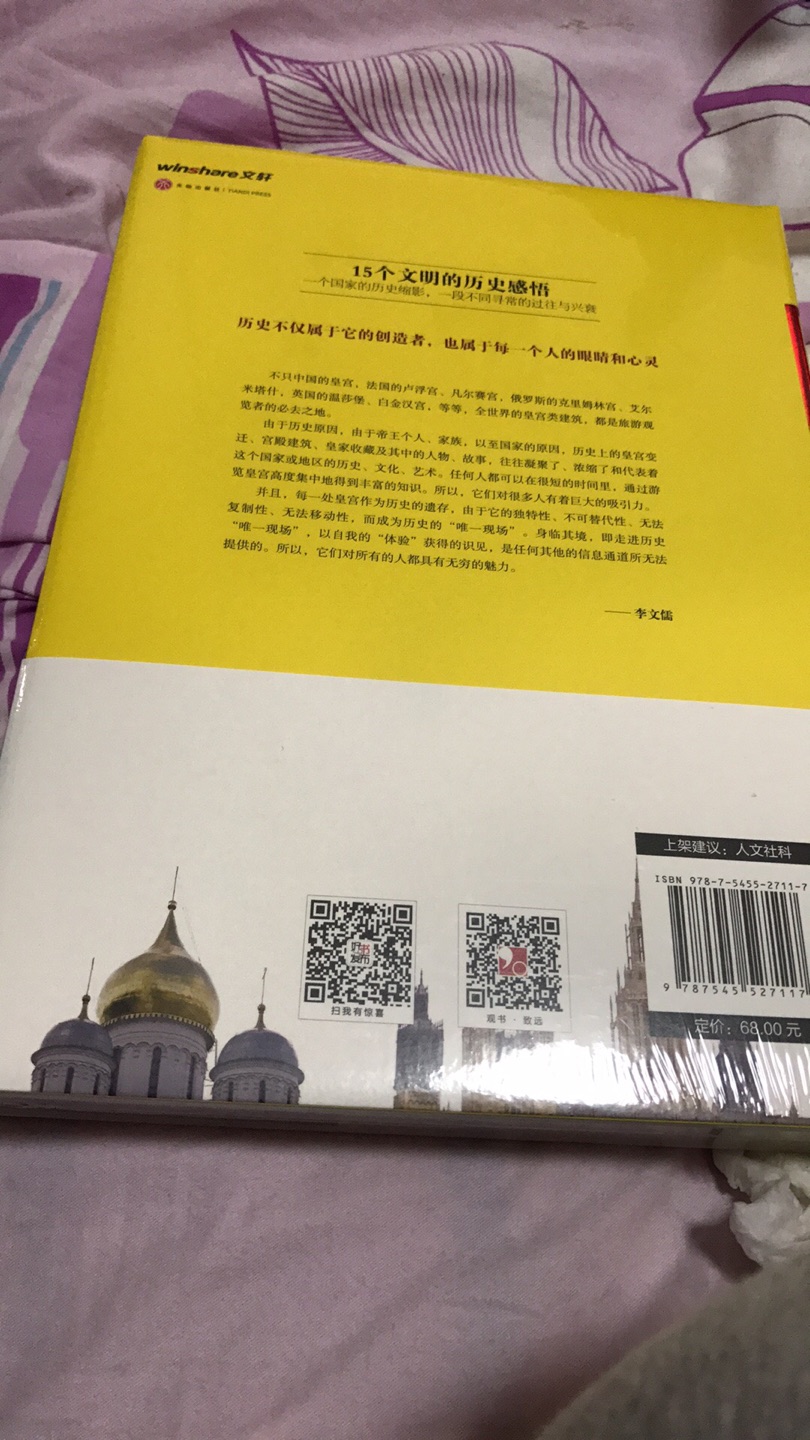 winshare文轩
天地出版社 | TIANDI PRESS
15个文明的历史感悟
一个国家的历史缩影，一段不同寻常的过往与兴衰
历史不仅属于它的创造者，也属于每一个人的眼睛和心灵
不只中国的皇宫，法国的卢浮宫、凡尔赛宫，俄罗斯的克里姆林宫、艾尔
米塔什，英国的温莎堡、白金汉宫，等等，全世界的皇宫类建筑，都是旅游观
览者的必去之地。
由于历史原因，由于帝王个人、家族，以至国家的原因，历史上的皇宫变
迁、宫殿建筑、皇家收藏及其中的人物、故事，往往凝聚了、浓缩了和代表着
这个国家或地区的历史、文化、艺术。任何人都可以在很短的时间里，通过游
览皇宫高度集中地得到丰富的知识。所以，它们对很多人有着巨大的吸引力。
并且，每一处皇宫作为历史的遗存，由于它的独特性、不可替代性、无法
复制性、无法移动性，而成为历史的“唯一现场”。身临其境，即走进历史
“唯一现场”，以自我的“体验”获得的识见，是任何其他的信息通道所无法
提供的。所以，它们对所有的人都具有无穷的魅力。
—— 李文儒
上架建议：人文社科
ISBN 978-7-5455-2711-7
9 787545 527117
定价：68.00 元
好书
发布
扫我有惊喜
观书·致远